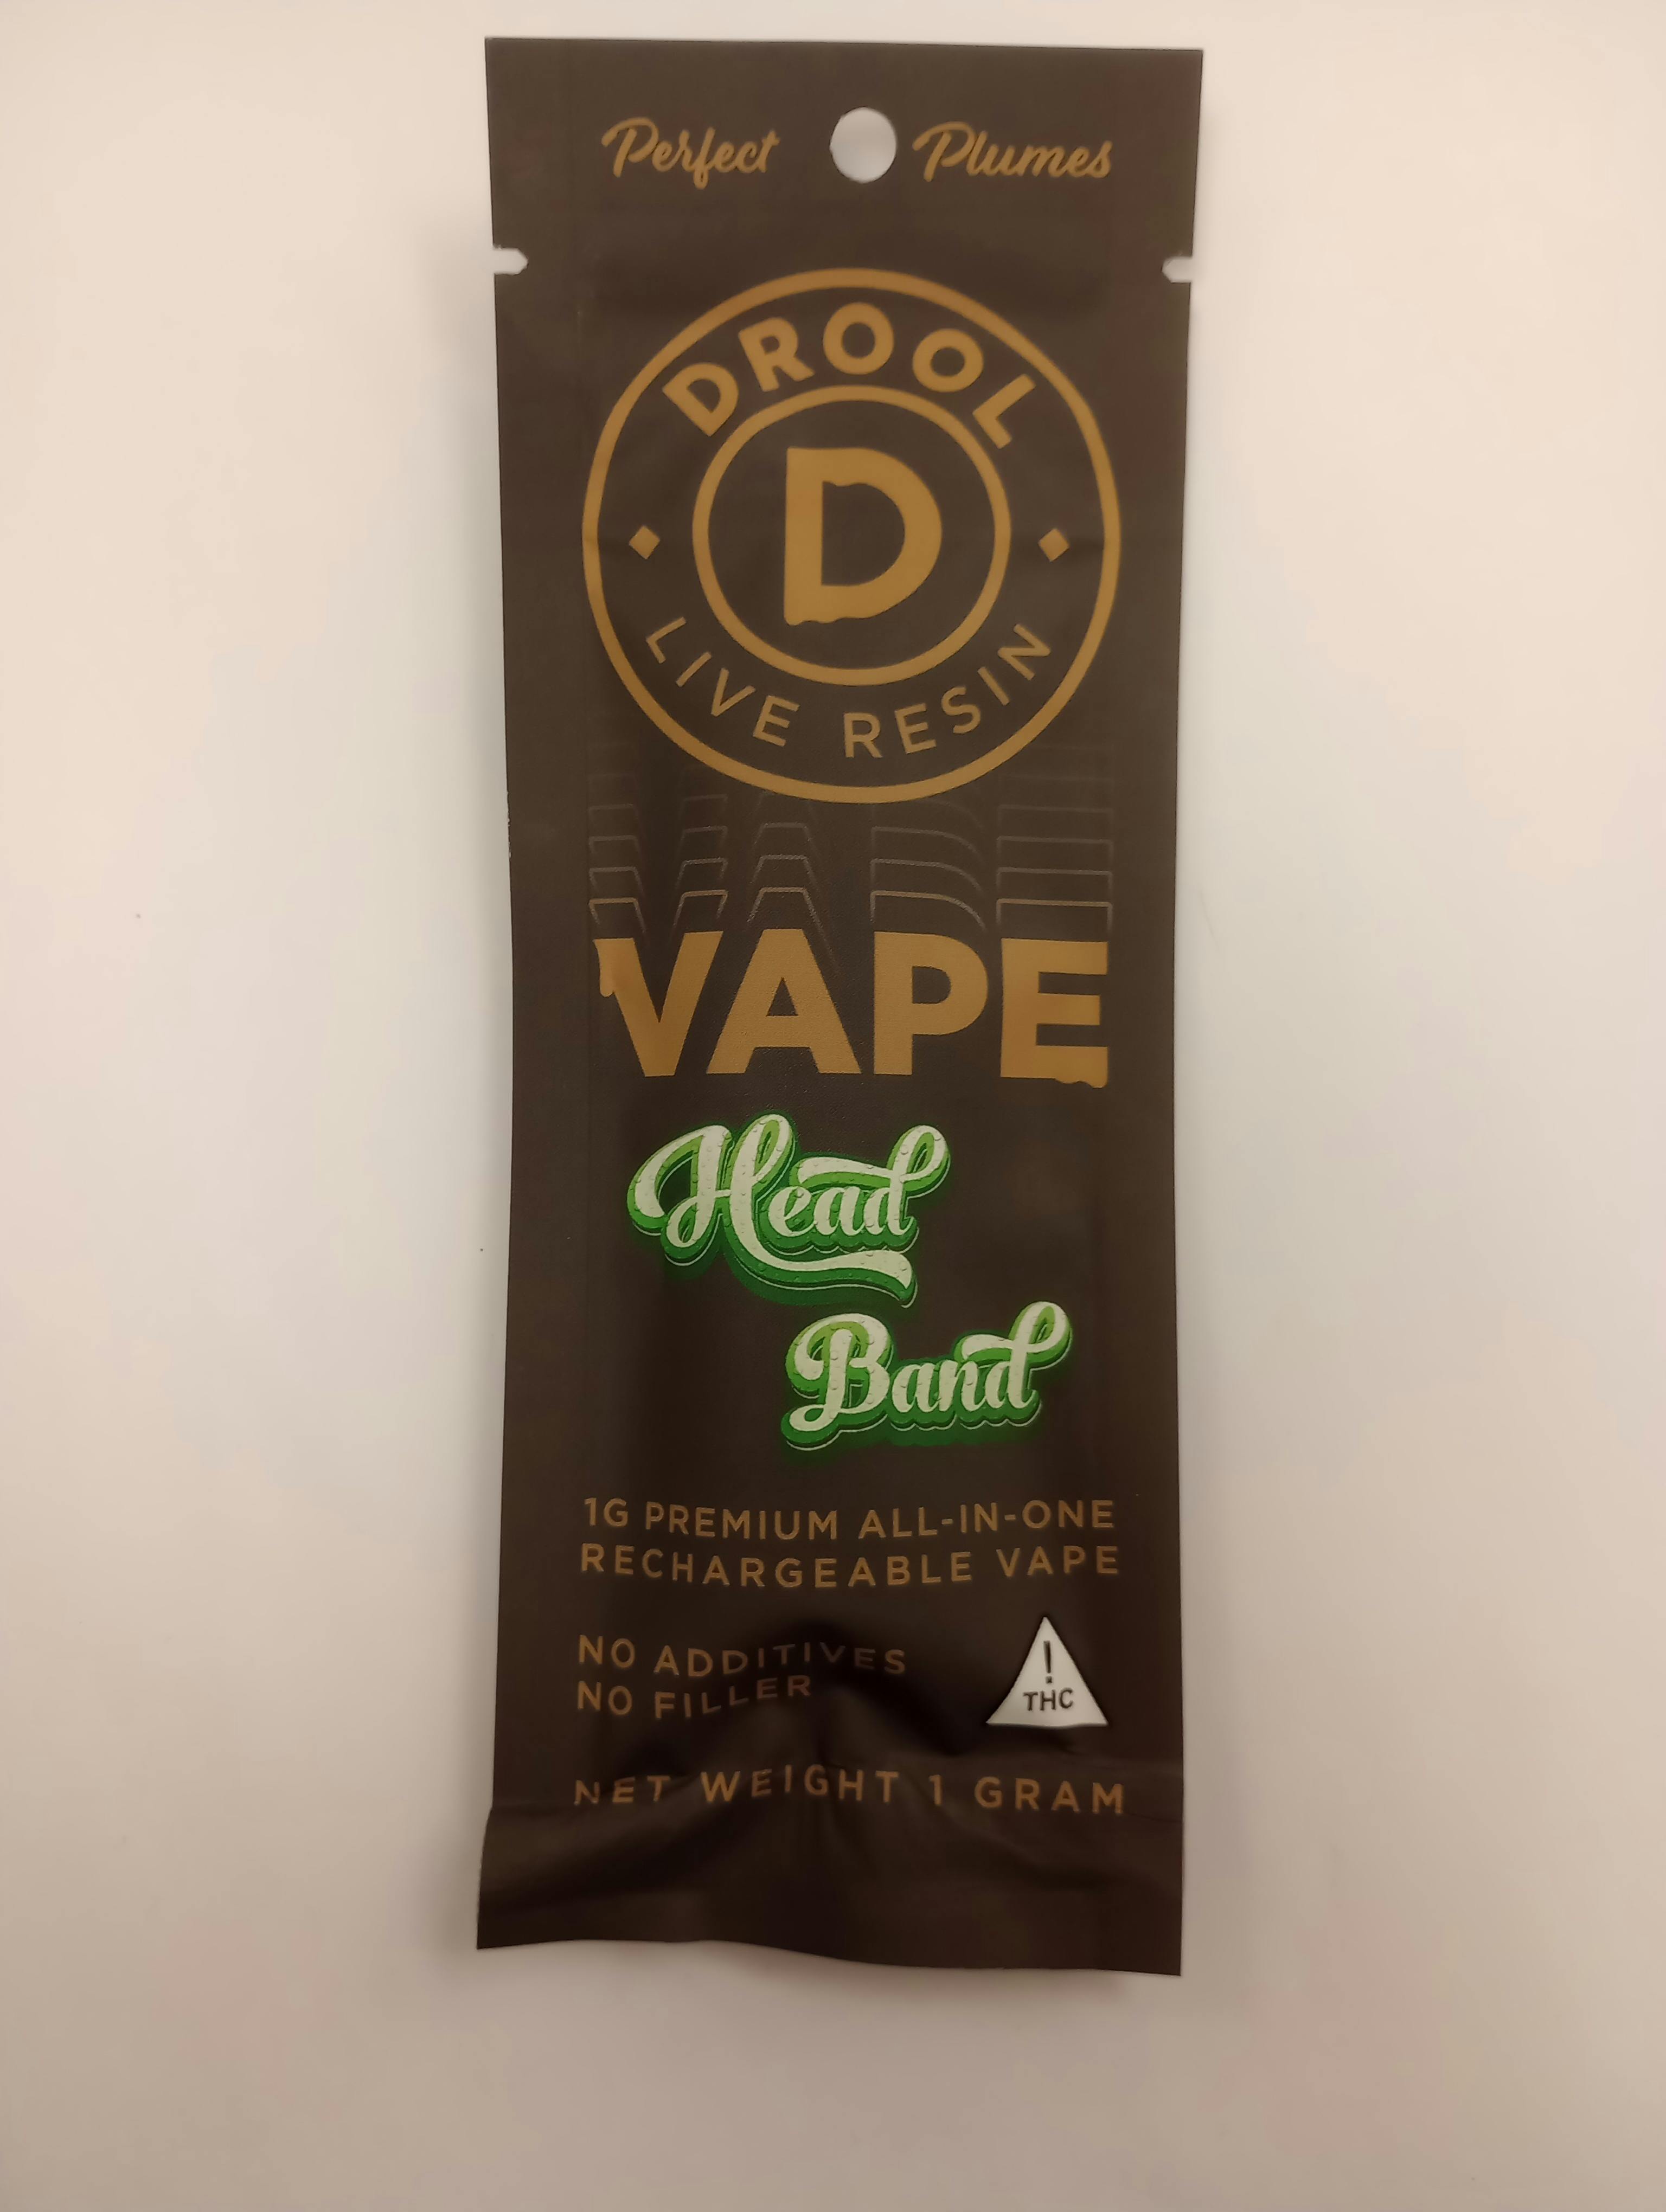 Perfect Plumes
DROOL
D
LIVE RESIN
VAPE
Head
Band
1G PREMIUM ALL-IN-ONE
RECHARGEABLE VAPE
NO ADDITIVES
NO FILLER
!
THC
NET WEIGHT 1 GRAM